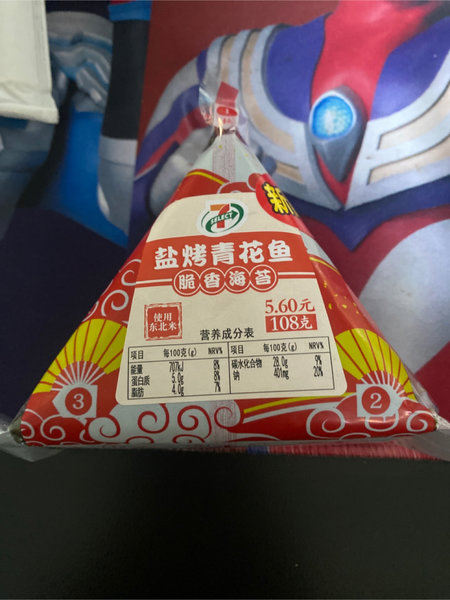 1
新
7
SELECT
盐烤青花鱼
脆香海苔
使用
东北米
5.60元
108克
营养成分表
项目 每100克(g) NRV%
能量 707kJ 8%
蛋白质 5.0g 8%
脂肪 4.0g 7%
项目 每100克(g) NRV%
碳水化合物 28.0g 9%
钠 401mg 20%
3
2